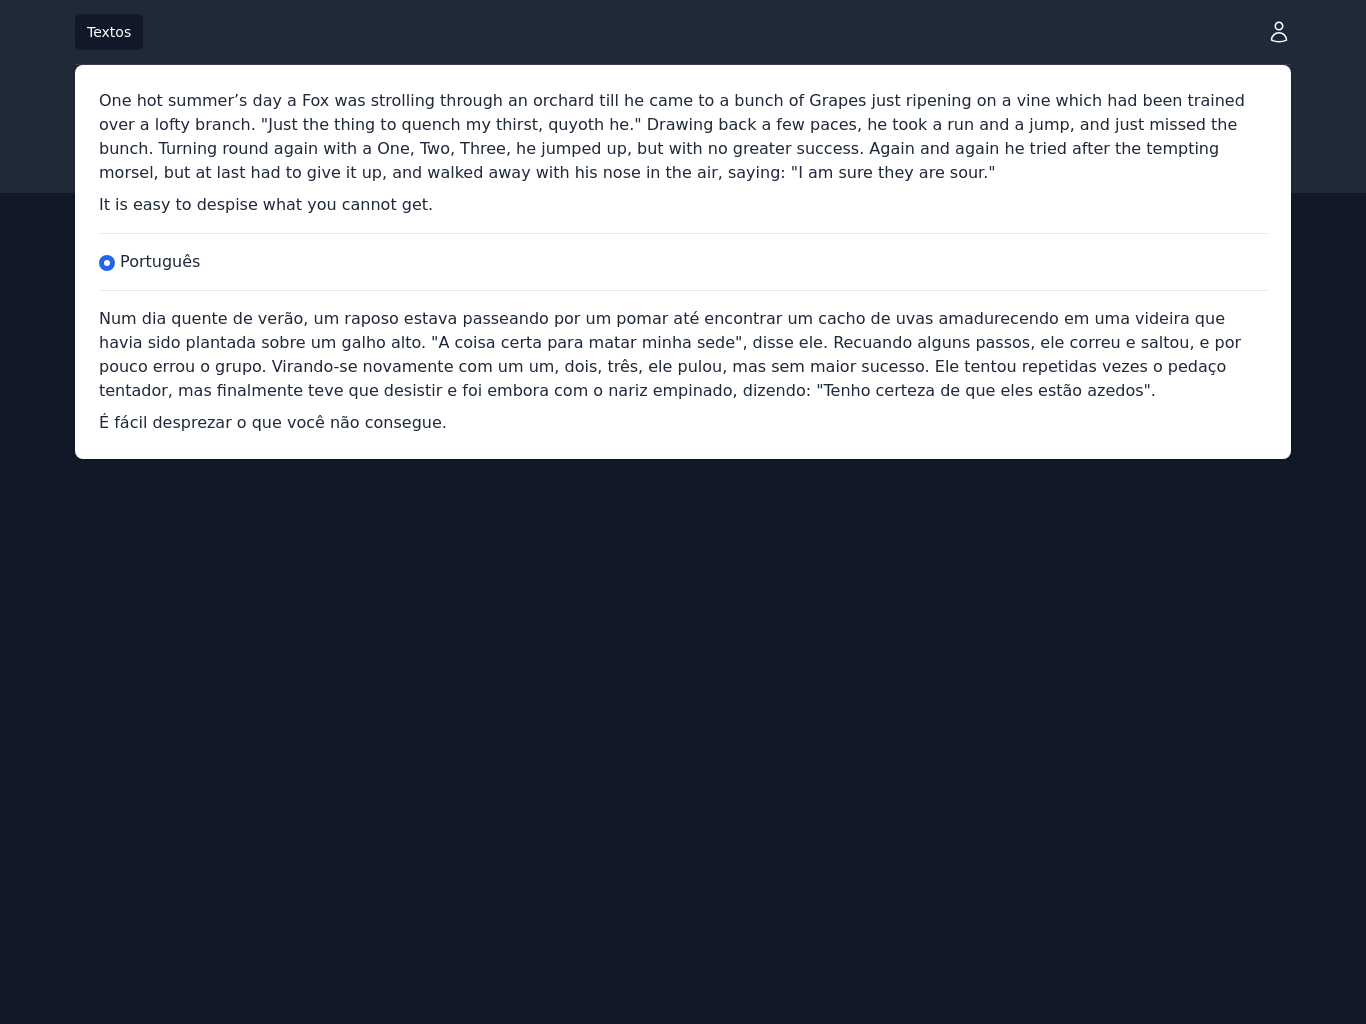 Textos
One hot summer’s day a Fox was strolling through an orchard till he came to a bunch of Grapes just ripening on a vine which had been trained
over a lofty branch. "Just the thing to quench my thirst, quyoth he." Drawing back a few paces, he took a run and a jump, and just missed the
bunch. Turning round again with a One, Two, Three, he jumped up, but with no greater success. Again and again he tried after the tempting
morsel, but at last had to give it up, and walked away with his nose in the air, saying: "I am sure they are sour."
It is easy to despise what you cannot get.
Português
Num dia quente de verão, um raposo estava passeando por um pomar até encontrar um cacho de uvas amadurecendo em uma videira que
havia sido plantada sobre um galho alto. "A coisa certa para matar minha sede", disse ele. Recuando alguns passos, ele correu e saltou, e por
pouco errou o grupo. Virando-se novamente com um um, dois, três, ele pulou, mas sem maior sucesso. Ele tentou repetidas vezes o pedaço
tentador, mas finalmente teve que desistir e foi embora com o nariz empinado, dizendo: "Tenho certeza de que eles estão azedos".
É fácil desprezar o que você não consegue.